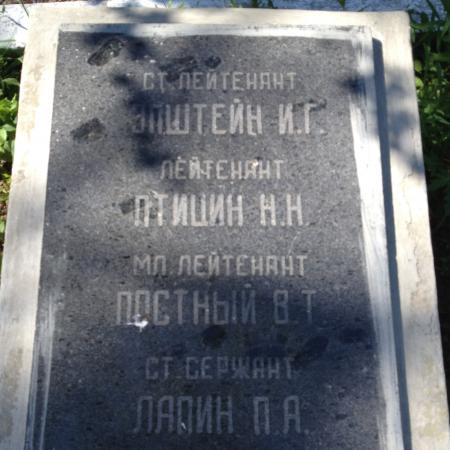 СТ. ЛЕЙТЕНАНТ
ЭПШТЕЙН И.Г.
ЛЕЙТЕНАНТ
ПТИЦИН Н.Н
МЛ. ЛЕЙТЕНАНТ
ПОСТНЫЙ В.Т
СТ. СЕРЖАНТ
ЛАПИН П.А.